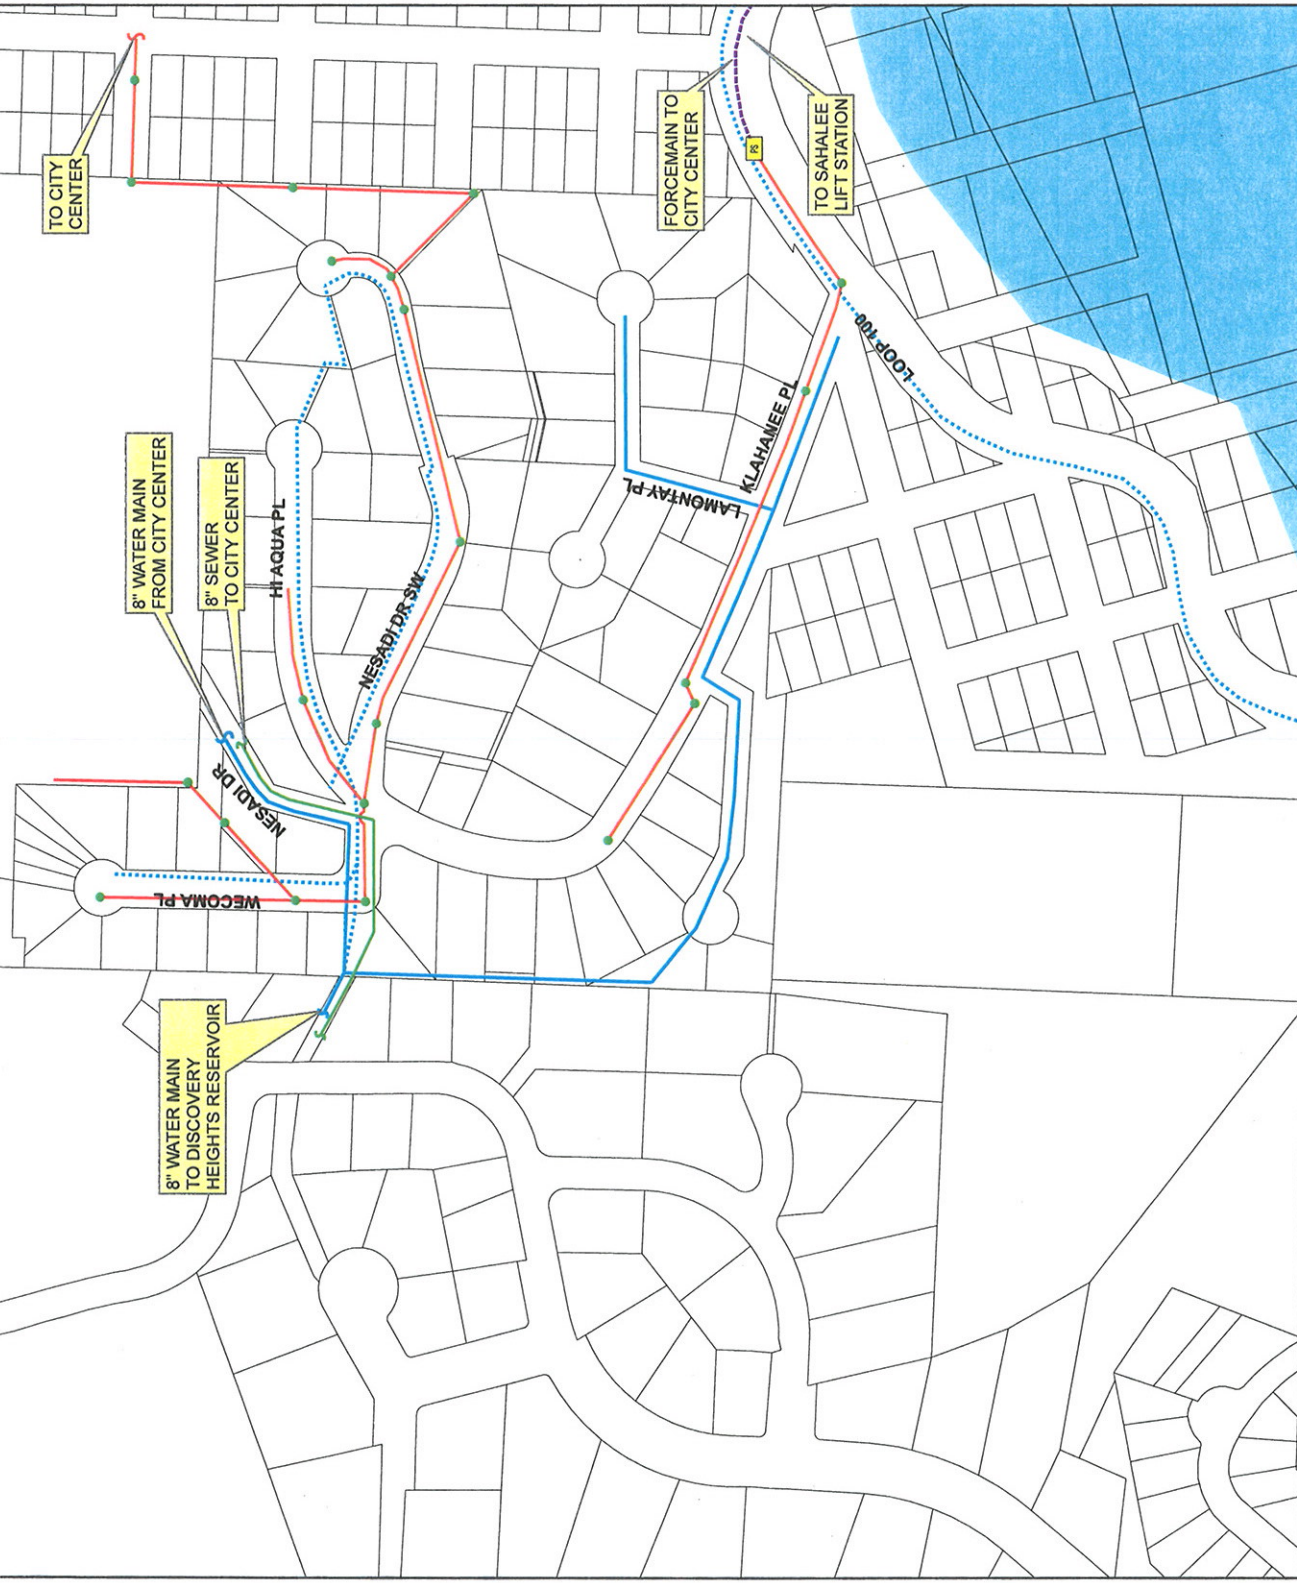 TO CITY
CENTER
FORCEMAIN TO
CITY CENTER
TO SAHALEE
LIFT STATION
PS
8" WATER MAIN
FROM CITY CENTER
8" SEWER
TO CITY CENTER
HI AQUA PL
NESADI DR SW
KLAHANEE PL
LAMONTAY PL
LOOP 100
NESADI DR
WECOMA PL
8" WATER MAIN
TO DISCOVERY
HEIGHTS RESERVOIR